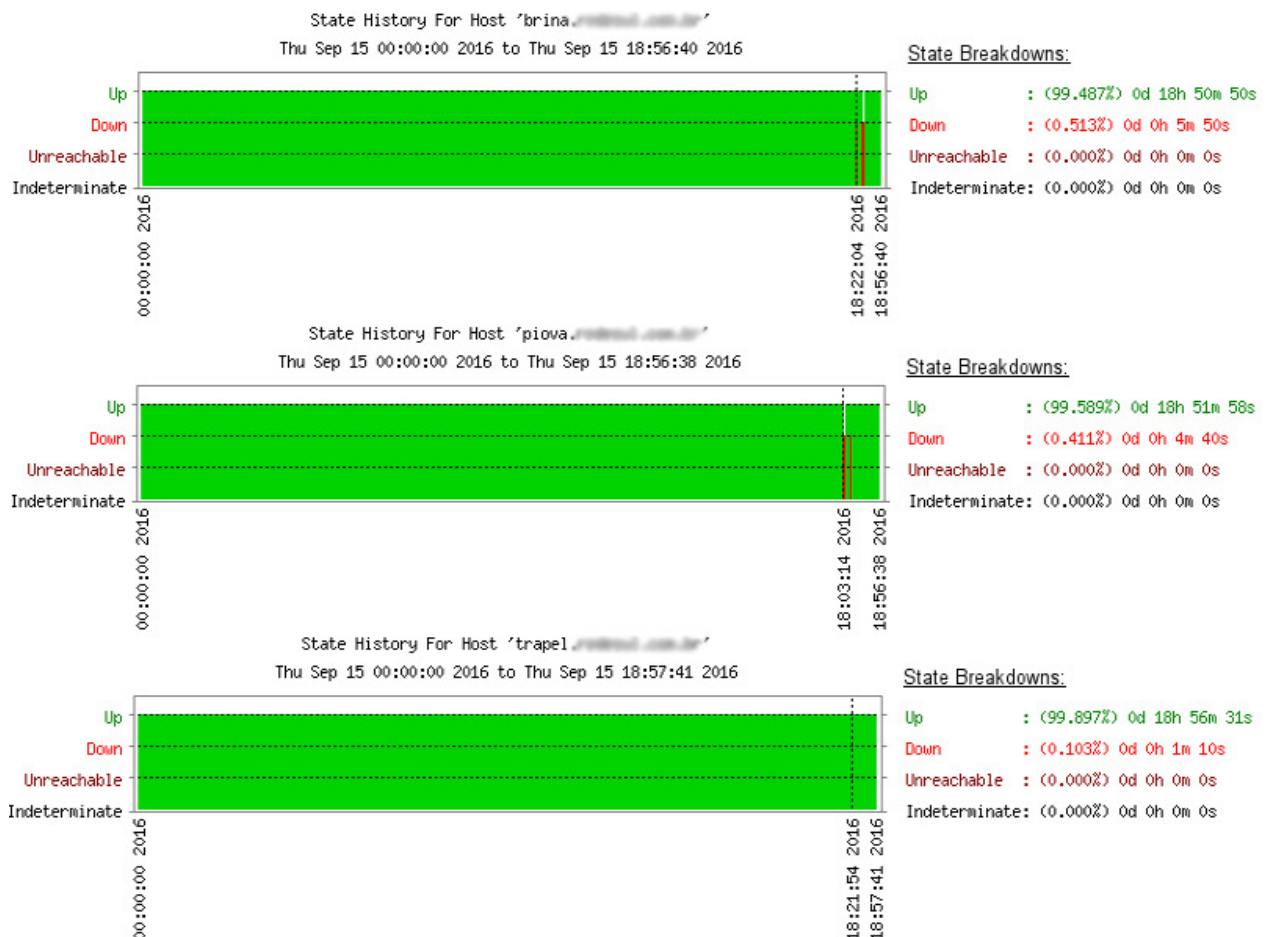 State History For Host 'brina.
Thu Sep 15 00:00:00 2016 to Thu Sep 15 18:56:40 2016
State Breakdowns:
Up
Down
Unreachable
Indeterminate
Up : (99.487%) 0d 18h 50m 50s
Down : (0.513%) 0d 0h 5m 50s
Unreachable : (0.000%) 0d 0h 0m 0s
Indeterminate: (0.000%) 0d 0h 0m 0s
00:00:00 2016
18:22:04 2016
18:56:40 2016
State History For Host 'piova.
Thu Sep 15 00:00:00 2016 to Thu Sep 15 18:56:38 2016
State Breakdowns:
Up
Down
Unreachable
Indeterminate
Up : (99.589%) 0d 18h 51m 58s
Down : (0.411%) 0d 0h 4m 40s
Unreachable : (0.000%) 0d 0h 0m 0s
Indeterminate: (0.000%) 0d 0h 0m 0s
00:00:00 2016
18:03:14 2016
18:56:38 2016
State History For Host 'trapel.
Thu Sep 15 00:00:00 2016 to Thu Sep 15 18:57:41 2016
State Breakdowns:
Up
Down
Unreachable
Indeterminate
Up : (99.897%) 0d 18h 56m 31s
Down : (0.103%) 0d 0h 1m 10s
Unreachable : (0.000%) 0d 0h 0m 0s
Indeterminate: (0.000%) 0d 0h 0m 0s
00:00:00 2016
18:21:54 2016
18:57:41 2016